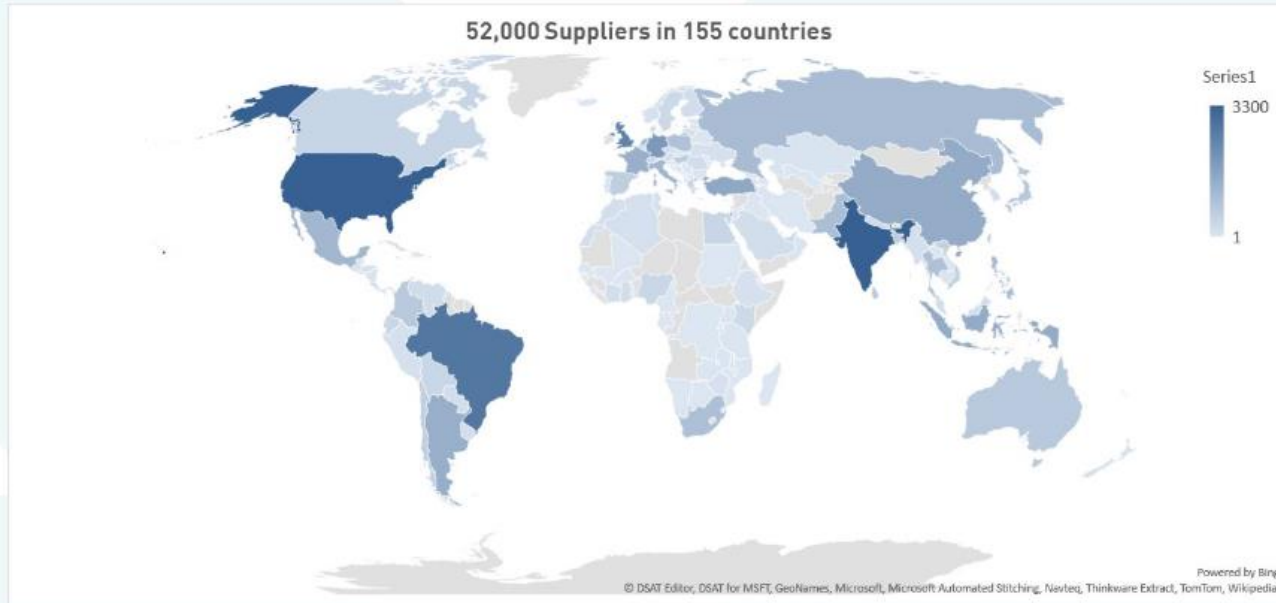 52,000 Suppliers in 155 countries
Series1
3300
1
Powered by Bing
© DSAT Editor, DSAT for MSFT, GeoNames, Microsoft, Microsoft Automated Stitching, Navteq, Thinkware Extract, TomTom, Wikipedia